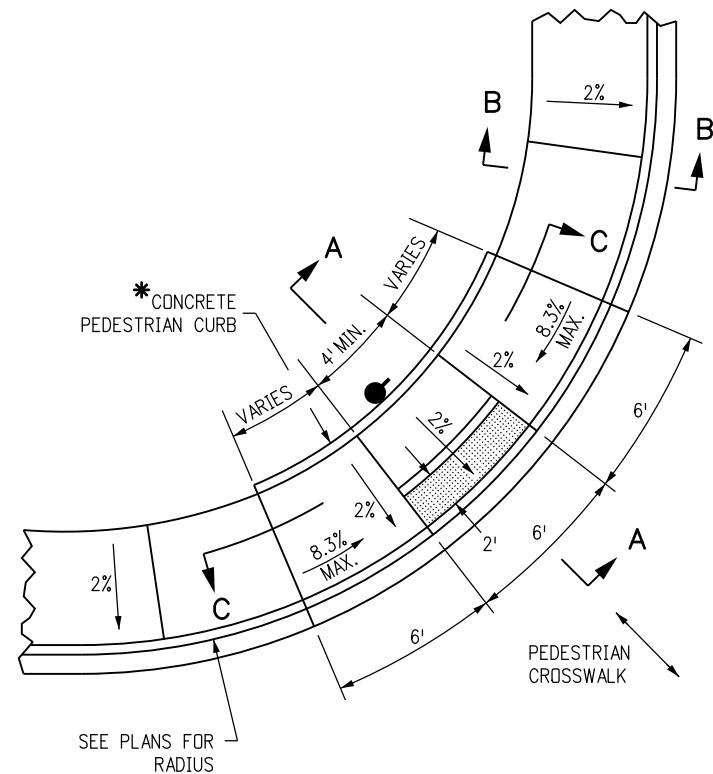 2%
B
B
A
C
VARIES
8.3%
MAX.
* CONCRETE
PEDESTRIAN CURB
4' MIN.
2%
VARIES
2%
6'
2%
8.3%
MAX.
2'
6'
A
2%
C
6'
PEDESTRIAN
CROSSWALK
SEE PLANS FOR
RADIUS